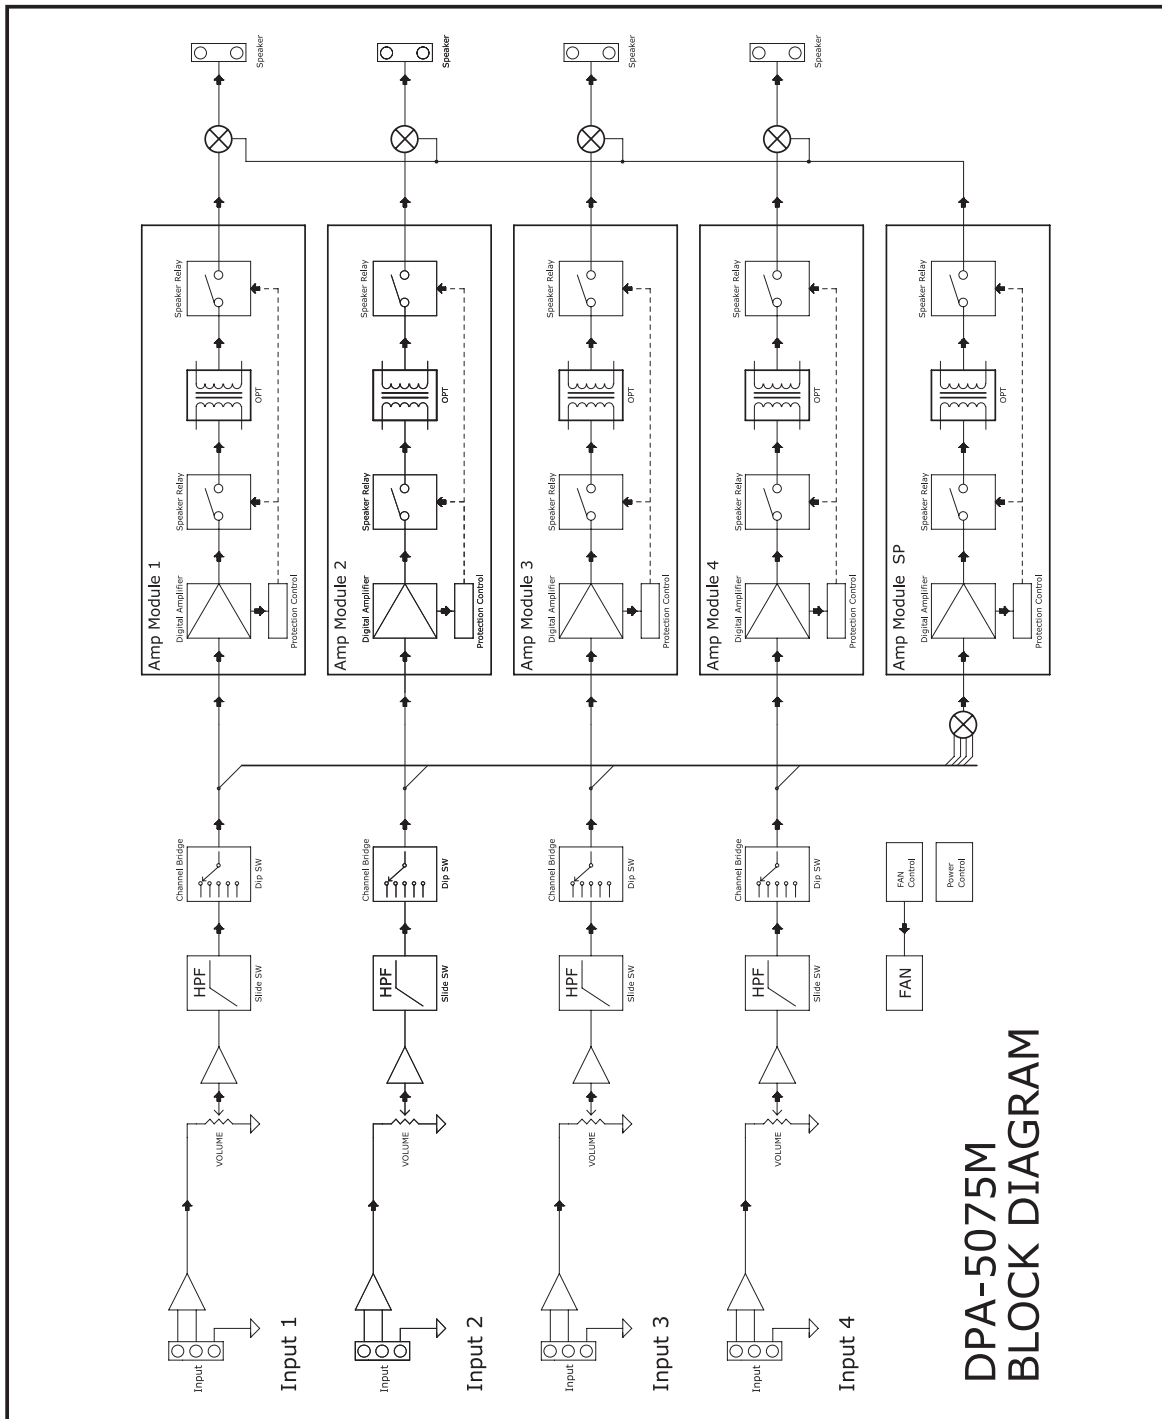 Input
Input 1
VOLUME
HPF
Slide SW
Channel Bridge
Dip SW
Amp Module 1
Digital Amplifier
Protection Control
Speaker Relay
OPT
Speaker Relay
Speaker
Input
Input 2
VOLUME
HPF
Slide SW
Channel Bridge
Dip SW
Amp Module 2
Digital Amplifier
Protection Control
Speaker Relay
OPT
Speaker Relay
Speaker
Input
Input 3
VOLUME
HPF
Slide SW
Channel Bridge
Dip SW
Amp Module 3
Digital Amplifier
Protection Control
Speaker Relay
OPT
Speaker Relay
Speaker
Input
Input 4
VOLUME
HPF
Slide SW
Channel Bridge
Dip SW
Amp Module 4
Digital Amplifier
Protection Control
Speaker Relay
OPT
Speaker Relay
Speaker
FAN
FAN
Control
Power
Control
Amp Module SP
Digital Amplifier
Protection Control
Speaker Relay
OPT
Speaker Relay
DPA-5075M
BLOCK DIAGRAM